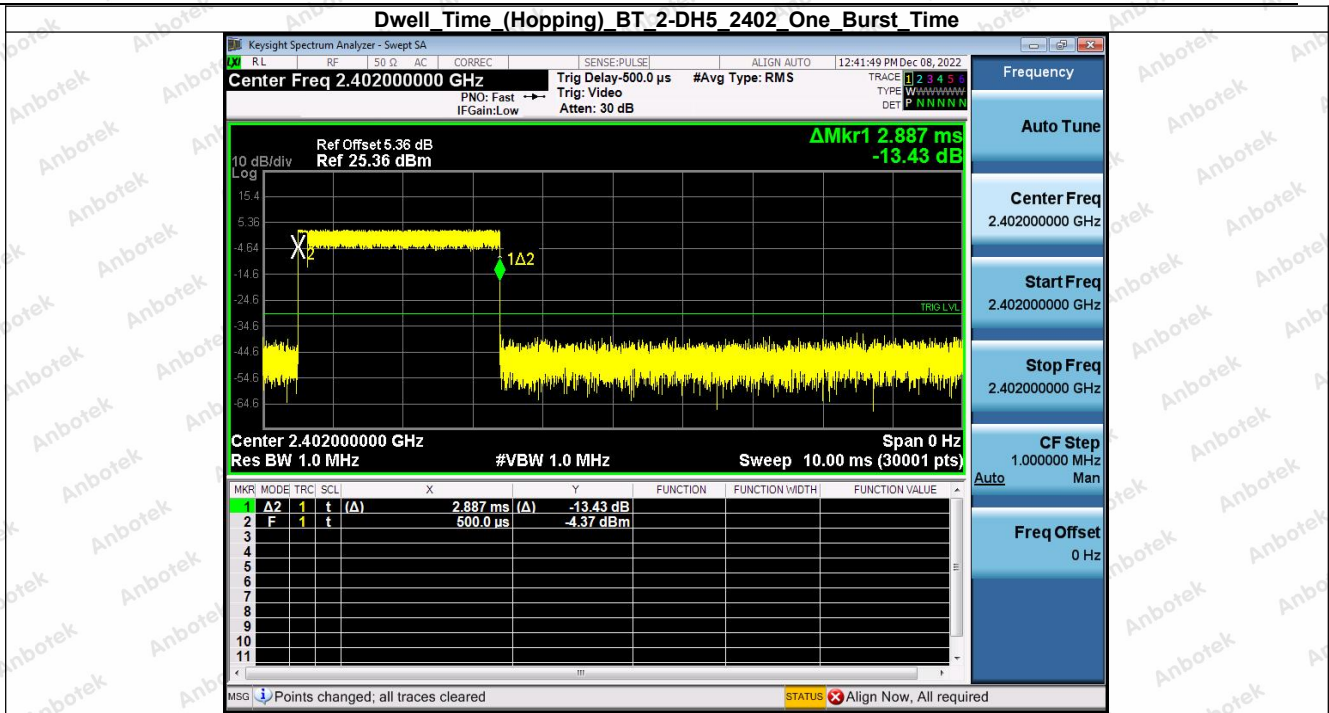 Dwell_Time_(Hopping)_BT_2-DH5_2402_One_Burst_Time
Keysight Spectrum Analyzer - Swept SA
LXI RL RF 50 Ω AC CORREC SENSE:PULSE ALIGN AUTO 12:41:49 PM Dec 08, 2022
Center Freq 2.402000000 GHz
PNO: Fast
IFGain:Low
Trig Delay-500.0 µs
Trig: Video
Atten: 30 dB
#Avg Type: RMS
TRACE 1 2 3 4 5 6
TYPE WWWWWW
DET P N N N N N
ΔMkr1 2.887 ms
-13.43 dB
Ref Offset 5.36 dB
10 dB/div Ref 25.36 dBm
Log
15.4
5.36
-4.64
-14.6
-24.6
-34.6
-44.6
-54.6
-64.6
2
1Δ2
TRIG LVL
Center 2.402000000 GHz Span 0 Hz
Res BW 1.0 MHz #VBW 1.0 MHz Sweep 10.00 ms (30001 pts)
MKR MODE TRC SCL X Y FUNCTION FUNCTION WIDTH FUNCTION VALUE
1 Δ2 1 t (Δ) 2.887 ms (Δ) -13.43 dB
2 F 1 t 500.0 µs -4.37 dBm
3
4
5
6
7
8
9
10
11
MSG Points changed; all traces cleared STATUS Align Now, All required
Frequency
Auto Tune
Center Freq
2.402000000 GHz
Start Freq
2.402000000 GHz
Stop Freq
2.402000000 GHz
CF Step
1.000000 MHz
Auto Man
Freq Offset
0 Hz
Anbotek